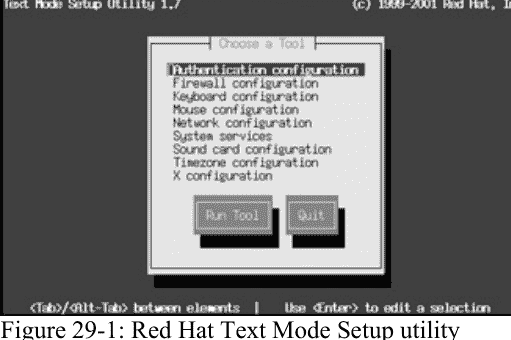 Text Mode Setup Utility 1.7 (c) 1999-2001 Red Hat, I
Choose a Tool
Authentication configuration
Firewall configuration
Keyboard configuration
Mouse configuration
Network configuration
System services
Sound card configuration
Timezone configuration
X configuration
Run Tool Quit
<Tab>/<Alt-Tab> between elements | Use <Enter> to edit a selection
Figure 29-1: Red Hat Text Mode Setup utility